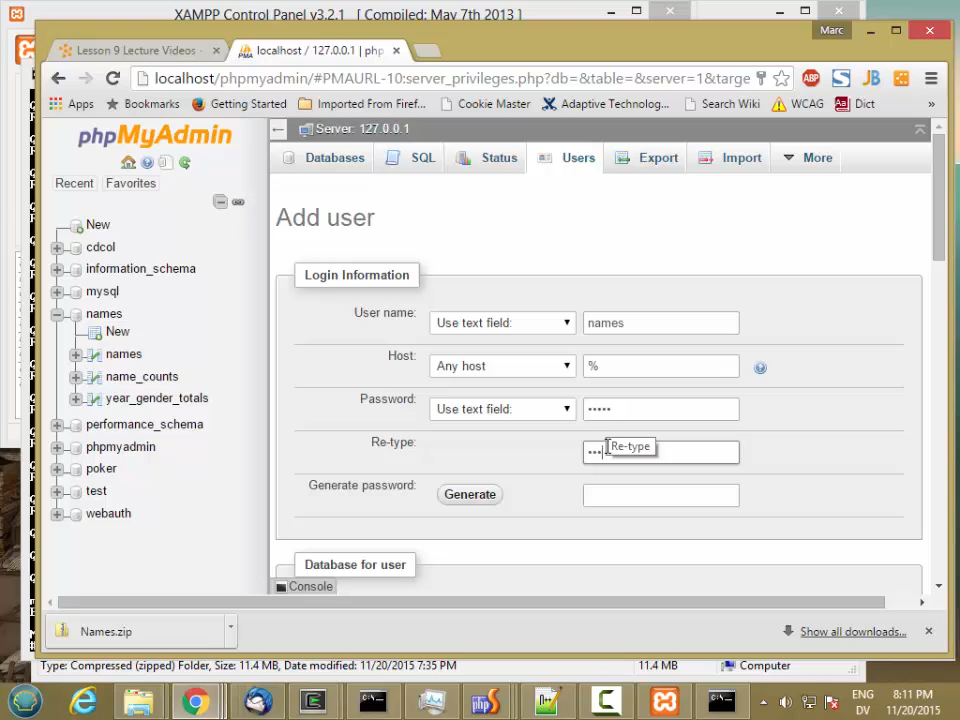 XAMPP Control Panel v3.2.1 [ Compiled: May 7th 2013 ]
Marc
Lesson 9 Lecture Videos
localhost / 127.0.0.1 | php
localhost/phpmyadmin/#PMAURL-10:server_privileges.php?db=&table=&server=1&targe
ABP
S
JB
Apps
Bookmarks
Getting Started
Imported From Firef...
Cookie Master
Adaptive Technolog...
Search Wiki
WCAG
Dict
»
phpMyAdmin
Recent
Favorites
New
cdcol
information_schema
mysql
names
New
names
name_counts
year_gender_totals
performance_schema
phpmyadmin
poker
test
webauth
Server: 127.0.0.1
Databases
SQL
Status
Users
Export
Import
More
Add user
Login Information
User name:
Use text field:
names
Host:
Any host
%
Password:
Use text field:
•••••
Re-type:
•••
Re-type
Generate password:
Generate
Database for user
Console
Names.zip
Show all downloads...
Type: Compressed (zipped) Folder, Size: 11.4 MB, Date modified: 11/20/2015 7:35 PM
11.4 MB
Computer
ENG
DV
8:11 PM
11/20/2015